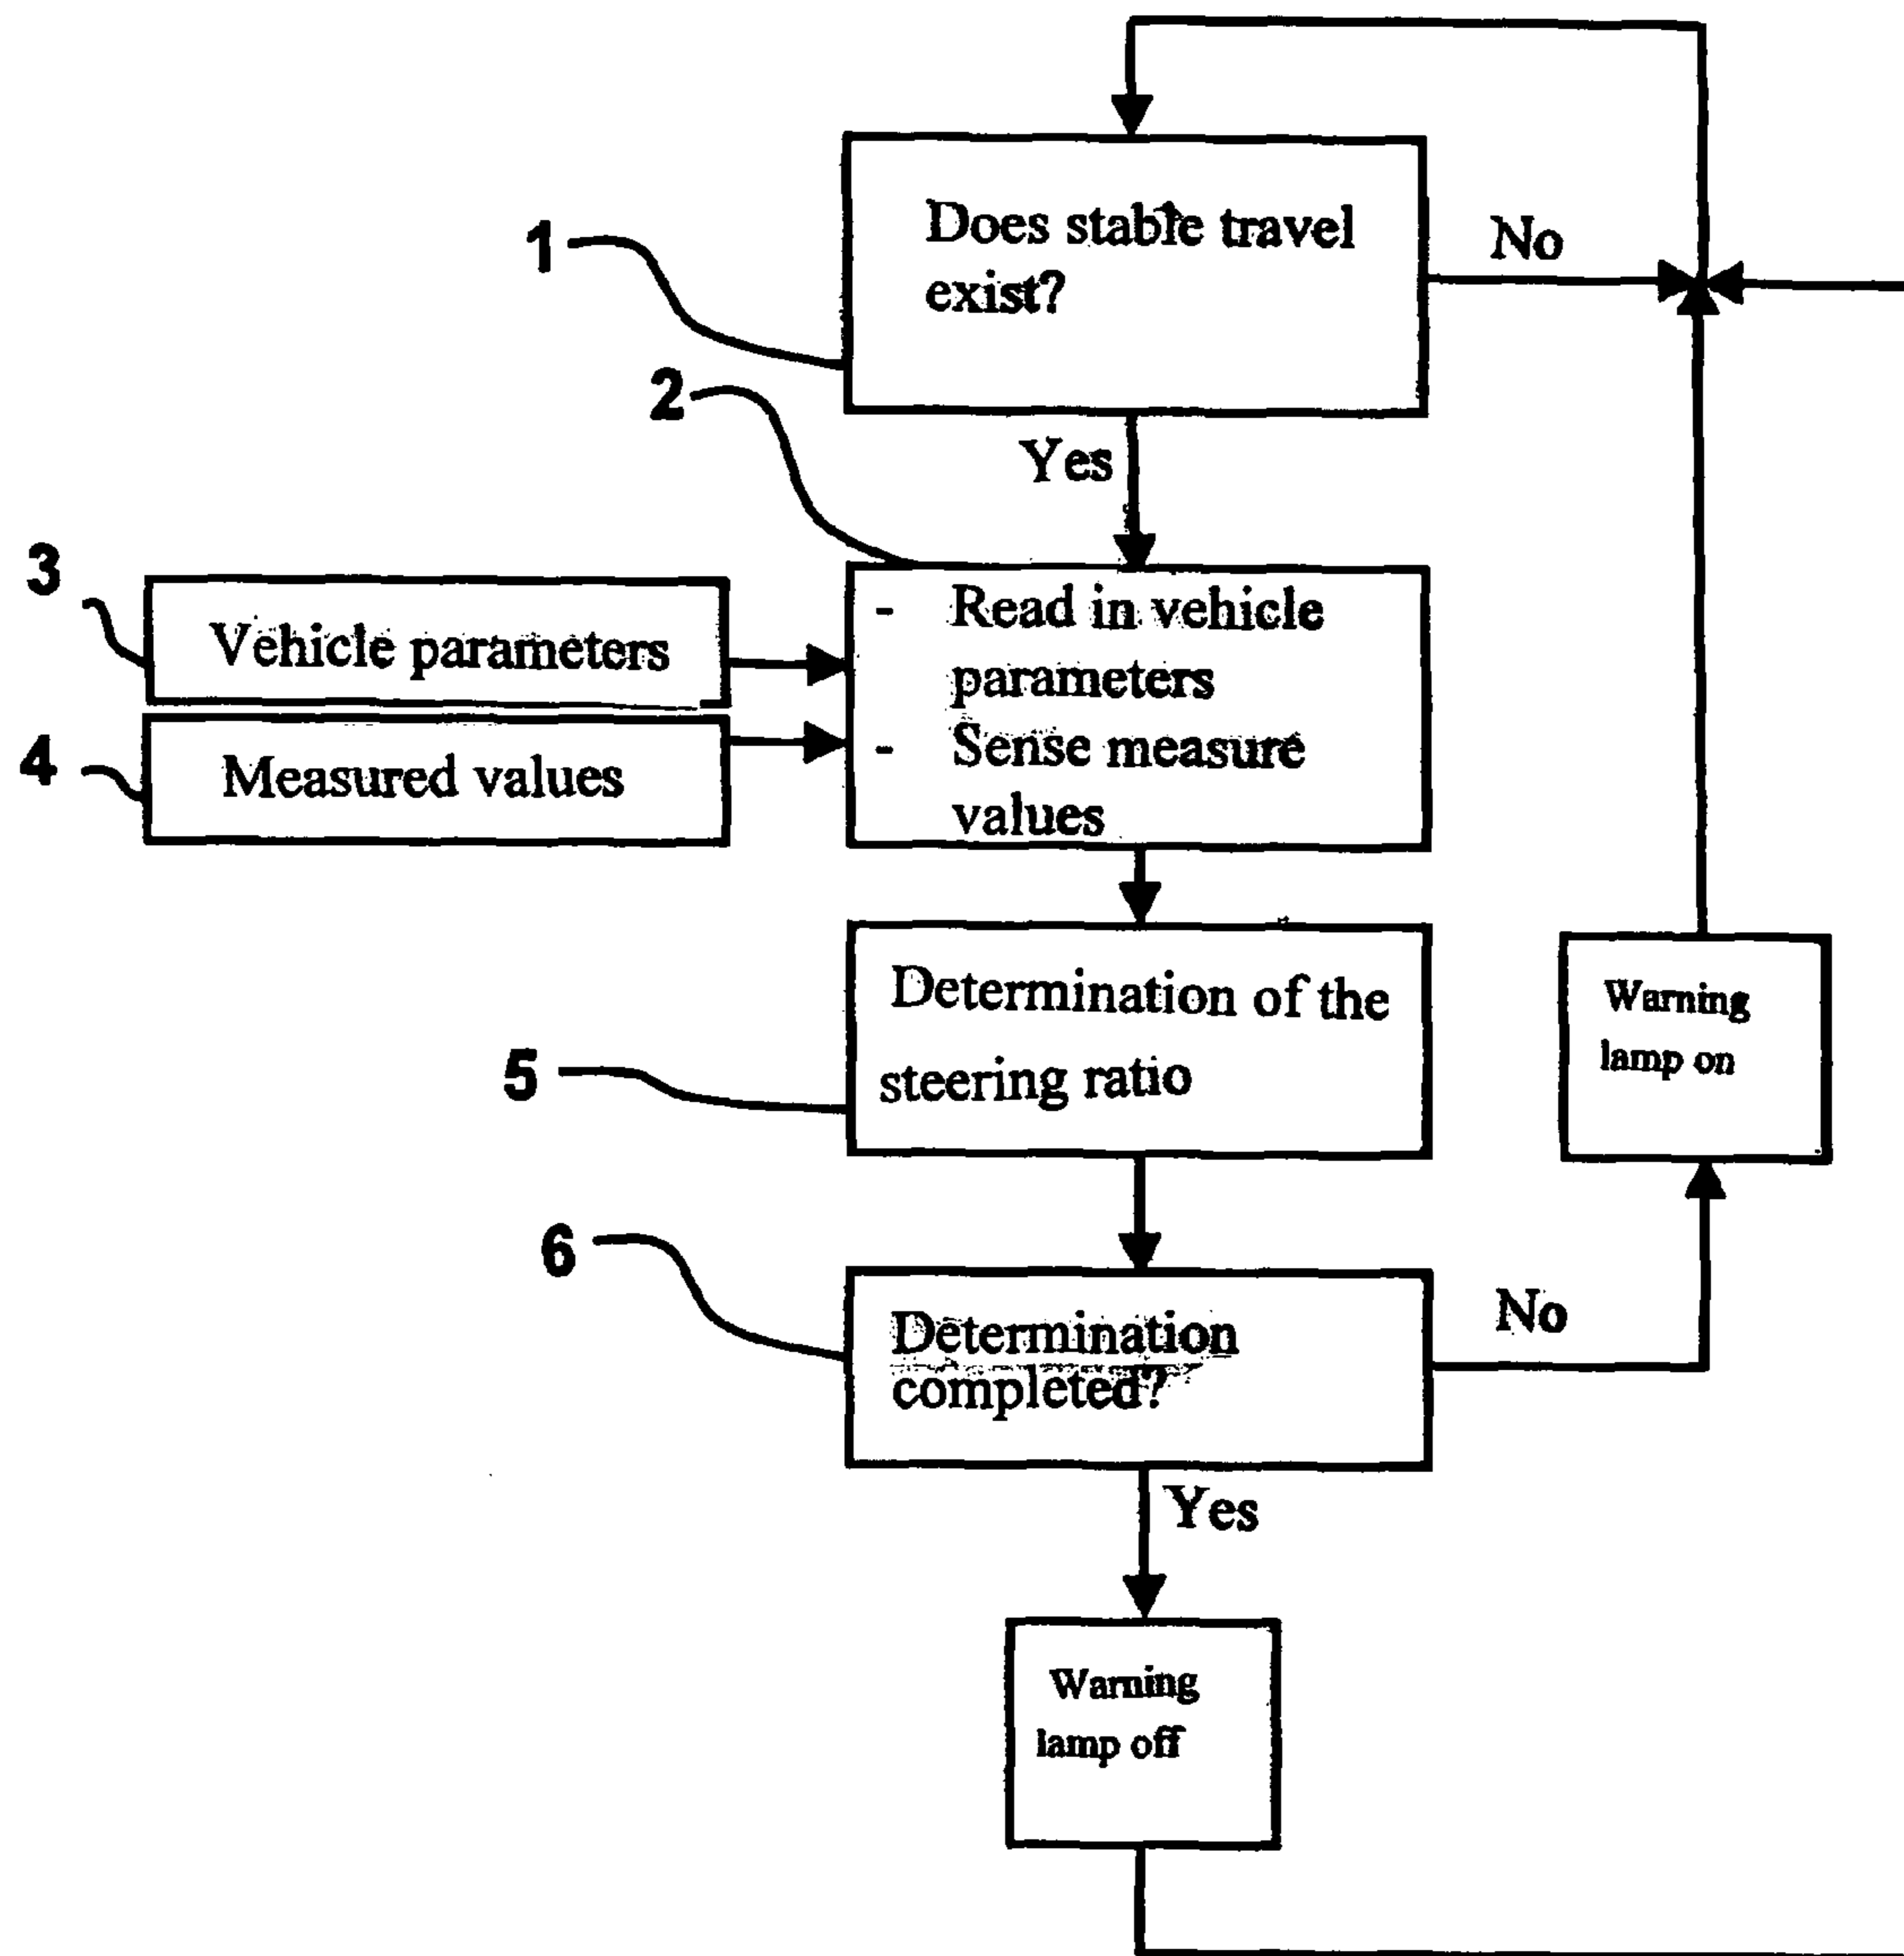 Does stable travel
exist?
No
1
2
Yes
3
Vehicle parameters
- Read in vehicle
parameters
4
Measured values
- Sense measure
values
Determination of the
steering ratio
5
Warning
lamp on
6
Determination
completed?
No
Yes
Warning
lamp off